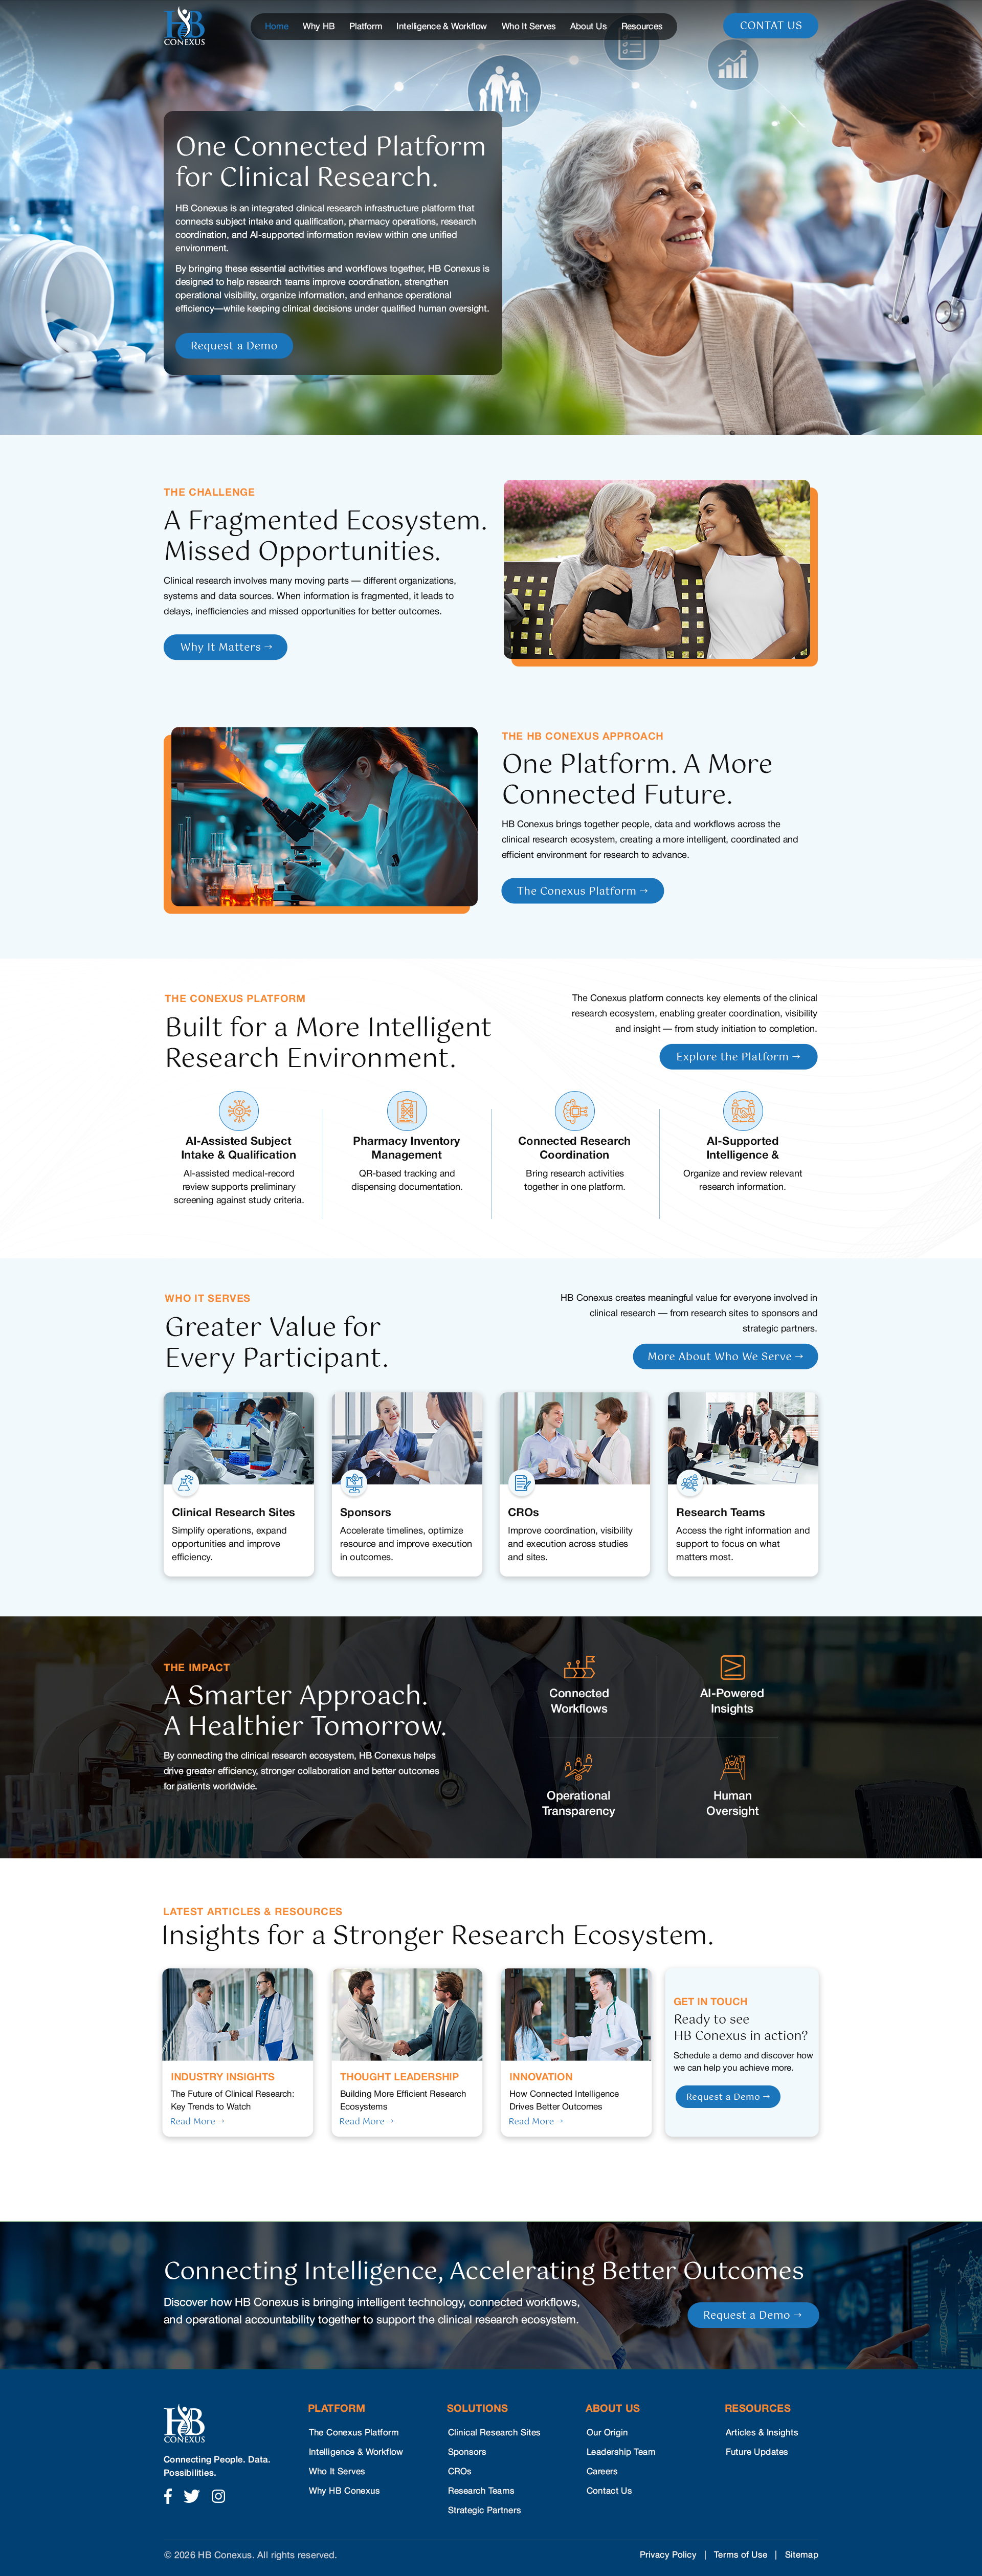 HB
CONEXUS
Home Why HB Platform Intelligence & Workflow Who It Serves About Us Resources
CONTAT US
One Connected Platform
for Clinical Research.
HB Conexus is an integrated clinical research infrastructure platform that
connects subject intake and qualification, pharmacy operations, research
coordination, and AI-supported information review within one unified
environment.
By bringing these essential activities and workflows together, HB Conexus is
designed to help research teams improve coordination, strengthen
operational visibility, organize information, and enhance operational
efficiency—while keeping clinical decisions under qualified human oversight.
Request a Demo
THE CHALLENGE
A Fragmented Ecosystem.
Missed Opportunities.
Clinical research involves many moving parts — different organizations,
systems and data sources. When information is fragmented, it leads to
delays, inefficiencies and missed opportunities for better outcomes.
Why It Matters →
THE HB CONEXUS APPROACH
One Platform. A More
Connected Future.
HB Conexus brings together people, data and workflows across the
clinical research ecosystem, creating a more intelligent, coordinated and
efficient environment for research to advance.
The Conexus Platform →
THE CONEXUS PLATFORM
Built for a More Intelligent
Research Environment.
The Conexus platform connects key elements of the clinical
research ecosystem, enabling greater coordination, visibility
and insight — from study initiation to completion.
Explore the Platform →
AI-Assisted Subject
Intake & Qualification
AI-assisted medical-record
review supports preliminary
screening against study criteria.
Pharmacy Inventory
Management
QR-based tracking and
dispensing documentation.
Connected Research
Coordination
Bring research activities
together in one platform.
AI-Supported
Intelligence &
Organize and review relevant
research information.
WHO IT SERVES
Greater Value for
Every Participant.
HB Conexus creates meaningful value for everyone involved in
clinical research — from research sites to sponsors and
strategic partners.
More About Who We Serve →
Clinical Research Sites
Simplify operations, expand
opportunities and improve
efficiency.
Sponsors
Accelerate timelines, optimize
resource and improve execution
in outcomes.
CROs
Improve coordination, visibility
and execution across studies
and sites.
Research Teams
Access the right information and
support to focus on what
matters most.
THE IMPACT
A Smarter Approach.
A Healthier Tomorrow.
By connecting the clinical research ecosystem, HB Conexus helps
drive greater efficiency, stronger collaboration and better outcomes
for patients worldwide.
Connected
Workflows
AI-Powered
Insights
Operational
Transparency
Human
Oversight
LATEST ARTICLES & RESOURCES
Insights for a Stronger Research Ecosystem.
INDUSTRY INSIGHTS
The Future of Clinical Research:
Key Trends to Watch
Read More →
THOUGHT LEADERSHIP
Building More Efficient Research
Ecosystems
Read More →
INNOVATION
How Connected Intelligence
Drives Better Outcomes
Read More →
GET IN TOUCH
Ready to see
HB Conexus in action?
Schedule a demo and discover how
we can help you achieve more.
Request a Demo →
Connecting Intelligence, Accelerating Better Outcomes
Discover how HB Conexus is bringing intelligent technology, connected workflows,
and operational accountability together to support the clinical research ecosystem.
Request a Demo →
HB
CONEXUS
Connecting People. Data.
Possibilities.
PLATFORM
The Conexus Platform
Intelligence & Workflow
Who It Serves
Why HB Conexus
SOLUTIONS
Clinical Research Sites
Sponsors
CROs
Research Teams
Strategic Partners
ABOUT US
Our Origin
Leadership Team
Careers
Contact Us
RESOURCES
Articles & Insights
Future Updates
© 2026 HB Conexus. All rights reserved.
Privacy Policy | Terms of Use | Sitemap